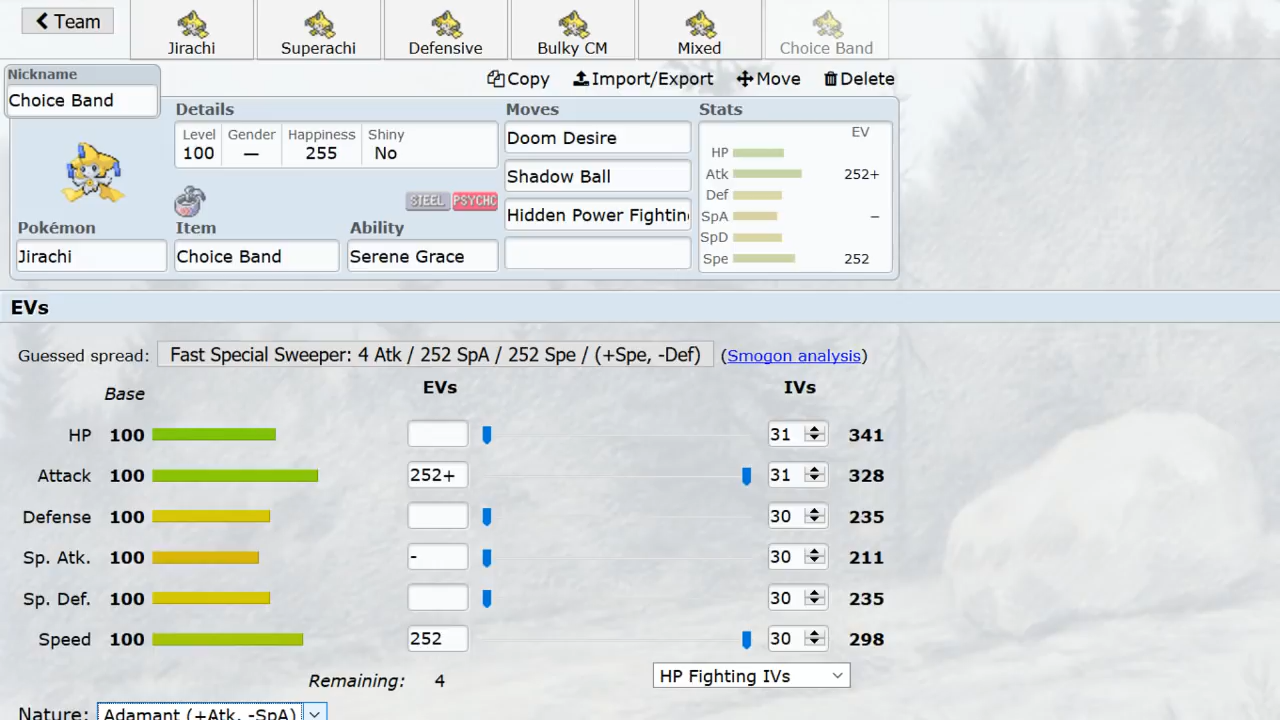 Team
Jirachi
Superachi
Defensive
Bulky CM
Mixed
Choice Band
Copy
Import/Export
Move
Delete
Nickname
Choice Band
Details
Level
Gender
Happiness
Shiny
100
—
255
No
STEEL
PSYCHC
Pokémon
Item
Ability
Jirachi
Choice Band
Serene Grace
Moves
Doom Desire
Shadow Ball
Hidden Power Fightin
Stats
EV
HP
Atk 252+
Def
SpA –
SpD
Spe 252
EVs
Guessed spread: Fast Special Sweeper: 4 Atk / 252 SpA / 252 Spe / (+Spe, -Def) (Smogon analysis)
Base EVs IVs
HP 100 31 341
Attack 100 252+ 31 328
Defense 100 30 235
Sp. Atk. 100 - 30 211
Sp. Def. 100 30 235
Speed 100 252 30 298
Remaining: 4 HP Fighting IVs
Nature: Adamant (+Atk, -SpA)